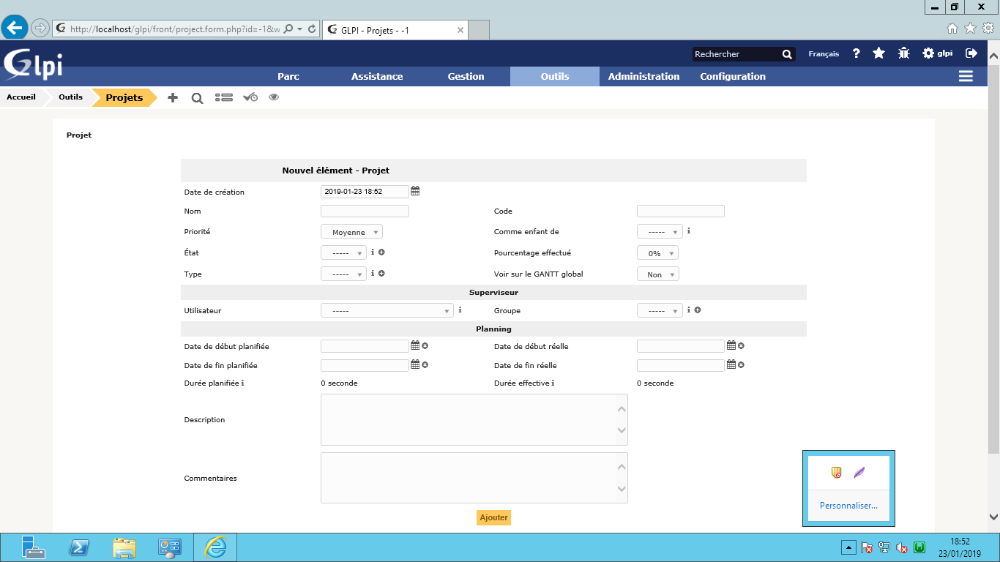 http://localhost/glpi/front/project.form.php?id=-1&w
GLPI - Projets - -1
Glpi
Rechercher
Français
?
glpi
Parc Assistance Gestion Outils Administration Configuration
Accueil Outils Projets
Projet
Nouvel élément - Projet
Date de création 2019-01-23 18:52
Nom Code
Priorité Moyenne Comme enfant de -----
État ----- Pourcentage effectué 0%
Type ----- Voir sur le GANTT global Non
Superviseur
Utilisateur ----- Groupe -----
Planning
Date de début planifiée Date de début réelle
Date de fin planifiée Date de fin réelle
Durée planifiée 0 seconde Durée effective 0 seconde
Description
Commentaires
Ajouter
Personnaliser...
18:52
23/01/2019